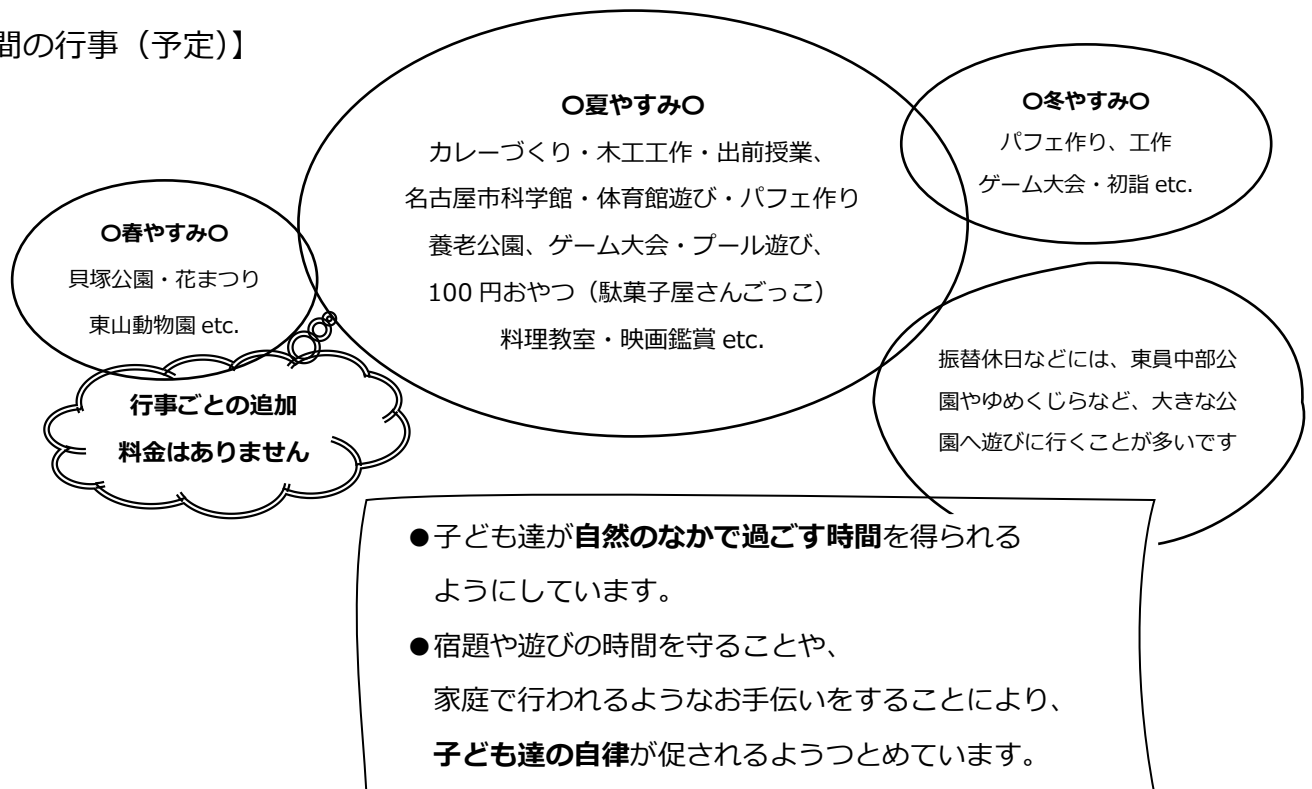 間の行事（予定）】
〇夏やすみ〇
カレーづくり・木工工作・出前授業、
名古屋市科学館・体育館遊び・パフェ作り
養老公園、ゲーム大会・プール遊び、
100 円おやつ（駄菓子屋さんごっこ）
料理教室・映画鑑賞 etc.
〇冬やすみ〇
パフェ作り、工作
ゲーム大会・初詣 etc.
〇春やすみ〇
貝塚公園・花まつり
東山動物園 etc.
行事ごとの追加
料金はありません
振替休日などには、東員中部公
園やゆめくじらなど、大きな公
園へ遊びに行くことが多いです
●子ども達が自然のなかで過ごす時間を得られる
ようにしています。
●宿題や遊びの時間を守ることや、
家庭で行われるようなお手伝いをすることにより、
子ども達の自律が促されるようつとめています。